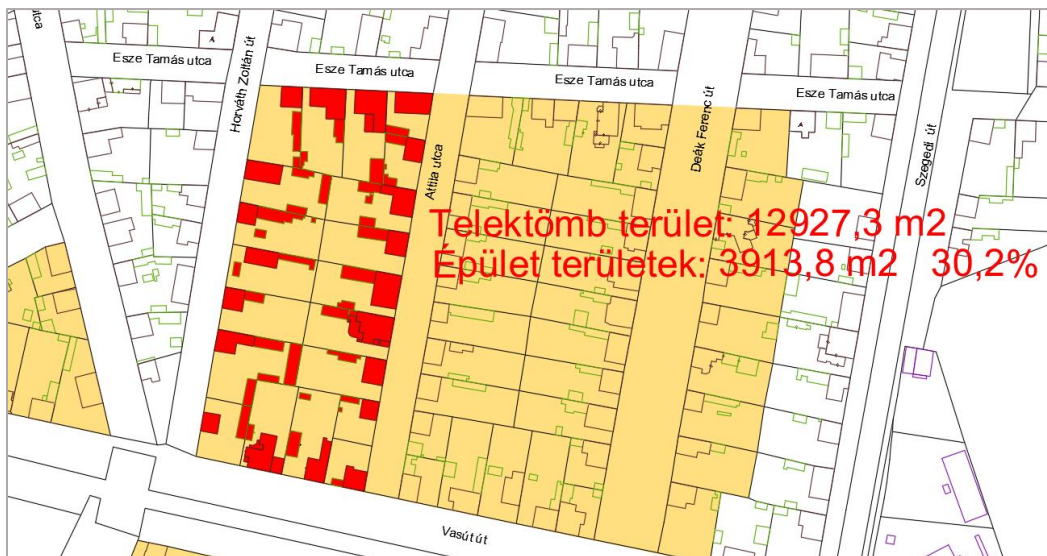 utca
Esze Tamás utca
Horváth Zoltán út
Esze Tamás utca
Attila utca
Esze Tamás utca
Deák Ferenc út
Esze Tamás utca
Szegedi út
Telektömb terület: 12927,3 m2
Épület területek: 3913,8 m2 30,2%
Vasút út